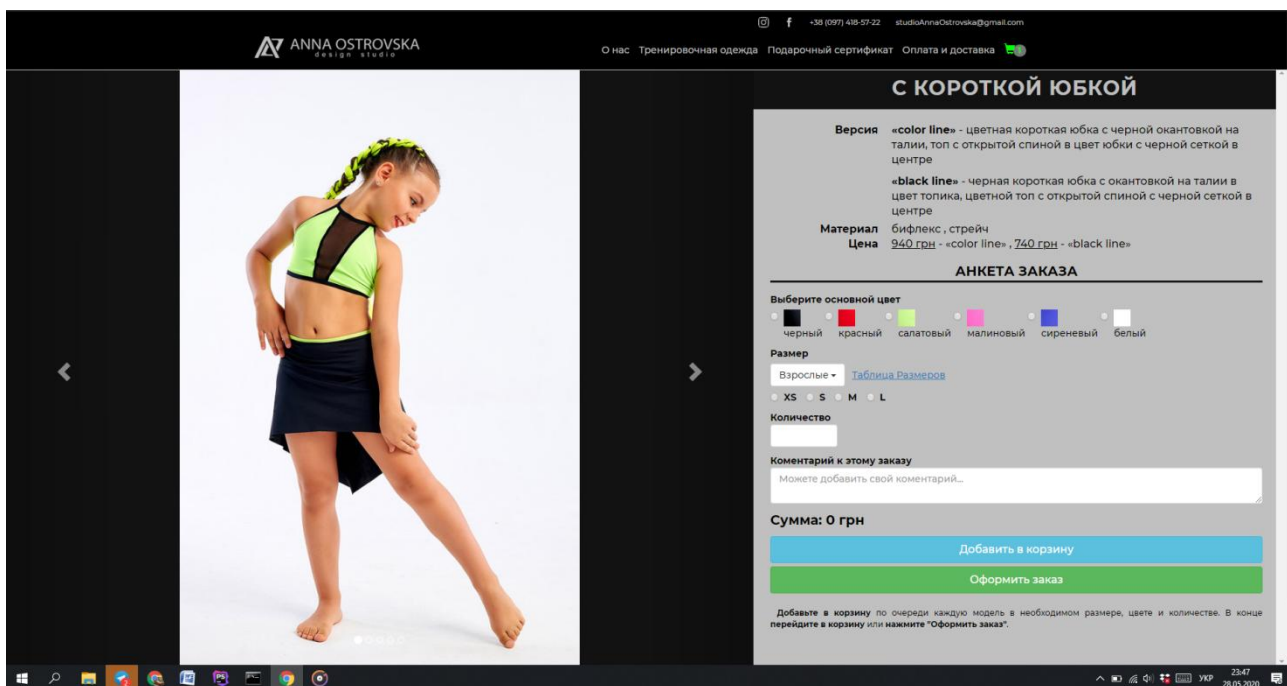 +38 (097) 418-57-22 studioAnnaOstrovska@gmail.com
ANNA OSTROVSKA
design studio
О нас Тренировочная одежда Подарочный сертификат Оплата и доставка
С КОРОТКОЙ ЮБКОЙ
Версия «color line» - цветная короткая юбка с черной окантовкой на
талии, топ с открытой спиной в цвет юбки с черной сеткой в
центре
«black line» - черная короткая юбка с окантовкой на талии в
цвет топика, цветной топ с открытой спиной с черной сеткой в
центре
Материал бифлекс , стрейч
Цена 940 грн - «color line» , 740 грн - «black line»
АНКЕТА ЗАКАЗА
Выберите основной цвет
черный красный салатовый малиновый сиреневый белый
Размер
Взрослые Таблица Размеров
XS S M L
Количество
Коментарий к этому заказу
Можете добавить свой коментарий...
Сумма: 0 грн
Добавить в корзину
Оформить заказ
Добавьте в корзину по очереди каждую модель в необходимом размере, цвете и количестве. В конце
перейдите в корзину или нажмите "Оформить заказ".
УКР
23:47
28.05.2020